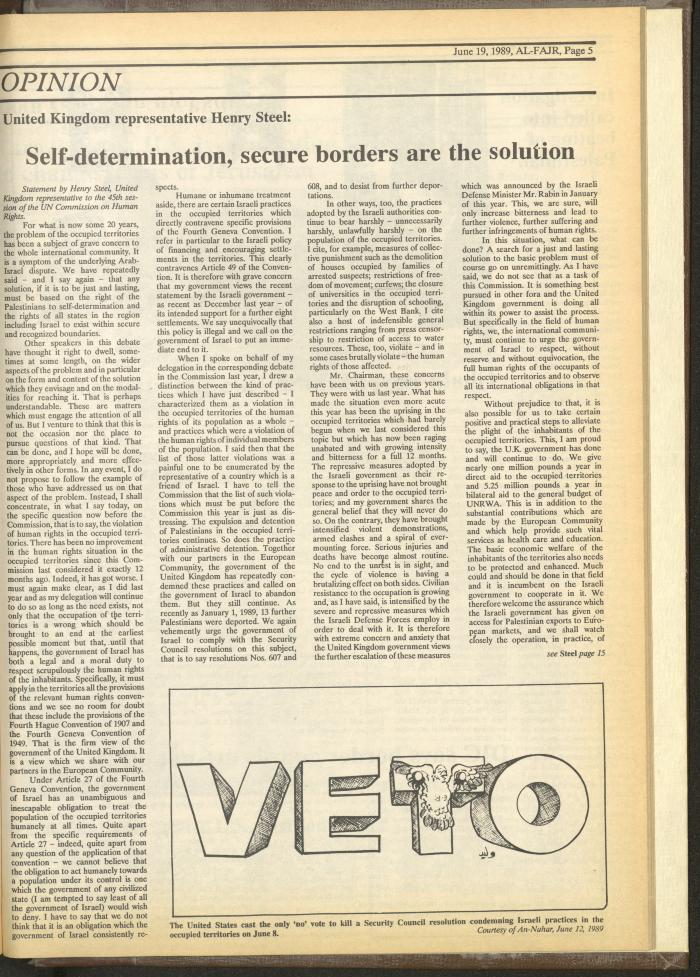 June 19, 1989, AL-FAJR, Page 5
OPINION
United Kingdom representative Henry Steel:
Self-determination, secure borders are the solution
Statement by Henry Steel, United
Kingdom representative to the 45th ses-
sion of the UN Commission on Human
Rights.
For what is now some 20 years,
the problem of the occupied territories
has been a subject of grave concern to
the whole international community. It
is a symptom of the underlying Arab-
Israel dispute. We have repeatedly
said – and I say again – that any
solution, if it is to be just and lasting,
must be based on the right of the
Palestinians to self-determination and
the rights of all states in the region
including Israel to exist within secure
and recognized boundaries.
Other speakers in this debate
have thought it right to dwell, some-
times at some length, on the wider
aspects of the problem and in particular
on the form and content of the solution
which they envisage and on the modal-
ities for reaching it. That is perhaps
understandable. These are matters
which must engage the attention of all
of us. But I venture to think that this is
not the occasion nor the place to
pursue questions of that kind. That
can be done, and I hope will be done,
more appropriately and more effec-
tively in other forms. In any event, I do
not propose to follow the example of
those who have addressed us on that
aspect of the problem. Instead, I shall
concentrate, in what I say today, on
the specific question now before the
Commission, that is to say, the violation
of human rights in the occupied terri-
tories. There has been no improvement
in the human rights situation in the
occupied territories since this Com-
mission last considered it exactly 12
months ago. Indeed, it has got worse. I
must again make clear, as I did last
year and as my delegation will continue
to do so as long as the need exists, not
only that the occupation of the terri-
tories is a wrong which should be
brought to an end at the earliest
possible moment but that, until that
happens, the government of Israel has
both a legal and a moral duty to
respect scrupulously the human rights
of the inhabitants. Specifically, it must
apply in the territories all the provisions
of the relevant human rights conven-
tions and we see no room for doubt
that these include the provisions of the
Fourth Hague Convention of 1907 and
the Fourth Geneva Convention of
1949. That is the firm view of the
government of the United Kingdom. It
is a view which we share with our
partners in the European Community.
Under Article 27 of the Fourth
Geneva Convention, the government
of Israel has an unambiguous and
inescapable obligation to treat the
population of the occupied territories
humanely at all times. Quite apart
from the specific requirements of
Article 27 – indeed, quite apart from
any question of the application of that
convention – we cannot believe that
the obligation to act humanely towards
a population under its control is one
which the government of any civilized
state (I am tempted to say least of all
the government of Israel) would wish
to deny. I have to say that we do not
think that it is an obligation which the
government of Israel consistently re-
spects.
Humane or inhumane treatment
aside, there are certain practices
in the occupied territories which
directly contravene specific provisions
of the Fourth Geneva Convention. I
refer in particular to the Israeli policy
of financing and encouraging settle-
ments in the territories. This clearly
contravenes Article 49 of the Conven-
tion. It is therefore with grave concern
that my government views the recent
statement by the Israeli government –
as recent as December last year – of
its intended support for a further eight
settlements. We say unequivocally that
this policy is illegal and we call on the
government of Israel to put an imme-
diate end to it.
When I spoke on behalf of my
delegation in the corresponding debate
in the Commission last year, I drew a
distinction between the kind of prac-
tices which I have just described – I
characterized them as a violation in
the occupied territories of the human
rights of its population as a whole –
and practices which were a violation of
the human rights of individual members
of the population. I said then that the
list of those latter violations was a
painful one to be enumerated by the
representative of a country which is a
friend of Israel. I have to tell the
Commission that the list of such viola-
tions which must be put before the
Commission this year is just as dis-
tressing. The expulsion and detention
of Palestinians in the occupied terri-
tories continues. So does the practice
of administrative detention. Together
with our partners in the European
Community, the government of the
United Kingdom has repeatedly con-
demned these practices and called on
the government of Israel to abandon
them. But they still continue. As
recently as January 1, 1989, 13 further
Palestinians were deported. We again
vehemently urge the government of
Israel to comply with the Security
Council resolutions on this subject,
that is to say resolutions Nos. 607 and
608, and to desist from further depor-
tations.
In other ways, too, the practices
adopted by the Israeli authorities con-
tinue to bear harshly – unnecessarily
harshly, unlawfully harshly – on the
population of the occupied territories.
I cite, for example, measures of collec-
tive punishment such as the demolition
of houses occupied by families of
arrested suspects; restrictions of free-
dom of movement; curfews; the closure
of universities in the occupied terri-
tories and the disruption of schooling,
particularly on the West Bank. I cite
also a host of indefensible general
restrictions ranging from press censor-
ship to restriction of access to water
resources. These, too, violate – and in
some cases brutally violate – the human
rights of those affected.
Mr. Chairman, these concerns
have been with us on previous years.
They were with us last year. What has
made the situation even more acute
this year has been the uprising in the
occupied territories which had barely
begun when we last considered this
topic but which has now been raging
unabated and with growing intensity
and bitterness for a full 12 months.
The repressive measures adopted by
the Israeli government as their re-
sponse to the uprising have not brought
peace and order to the occupied terri-
tories; and my government shares the
general belief that they will never do
so. On the contrary, they have brought
intensified violent demonstrations,
armed clashes and a spiral of ever-
mounting force. Serious injuries and
deaths have become almost routine.
No end to the unrest is in sight, and
the cycle of violence is having a
brutalizing effect on both sides. Civilian
resistance to the occupation is growing
and, as I have said, is intensified by the
severe and repressive measures which
the Israeli Defense Forces employ in
order to deal with it. It is therefore
with extreme concern and anxiety that
the United Kingdom government views
the further escalation of these measures
which was announced by the Israeli
Defense Minister Mr. Rabin in January
of this year. This, we are sure, will
only increase bitterness and lead to
further violence, further suffering and
further infringements of human rights.
In this situation, what can be
done? A search for a just and lasting
solution to the basic problem must of
course go on unremittingly. As I have
said, we do not see that as a task of
this Commission. It is something best
pursued in other fora and the United
Kingdom government is doing all
within its power to assist the process.
But specifically in the field of human
rights, we, the international communi-
ty, must continue to urge the govern-
ment of Israel to respect, without
reserve and without equivocation, the
full human rights of the occupants of
the occupied territories and to observe
all its international obligations in that
respect.
Without prejudice to that, it is
also possible for us to take certain
positive and practical steps to alleviate
the plight of the inhabitants of the
occupied territories. This, I am proud
to say, the U.K. government has done
and will continue to do. We give
nearly one million pounds a year in
direct aid to the occupied territories
and 5.25 million pounds a year in
bilateral aid to the general budget of
UNRWA. This is in addition to the
substantial contributions which are
made by the European Community
and which help provide such vital
services as health care and education.
The basic economic welfare of the
inhabitants of the territories also needs
to be protected and enhanced. Much
could and should be done in that field
and it is incumbent on the Israeli
government to cooperate in it. We
therefore welcome the assurance which
the Israeli government has given on
access for Palestinian exports to Euro-
pean markets, and we shall watch
closely the operation, in practice, of
see Steel page 15
VETO
وليد
The United States cast the only 'no' vote to kill a Security Council resolution condemning Israeli practices in the
occupied territories on June 8.
Courtesy of An-Nahar, June 12, 1989